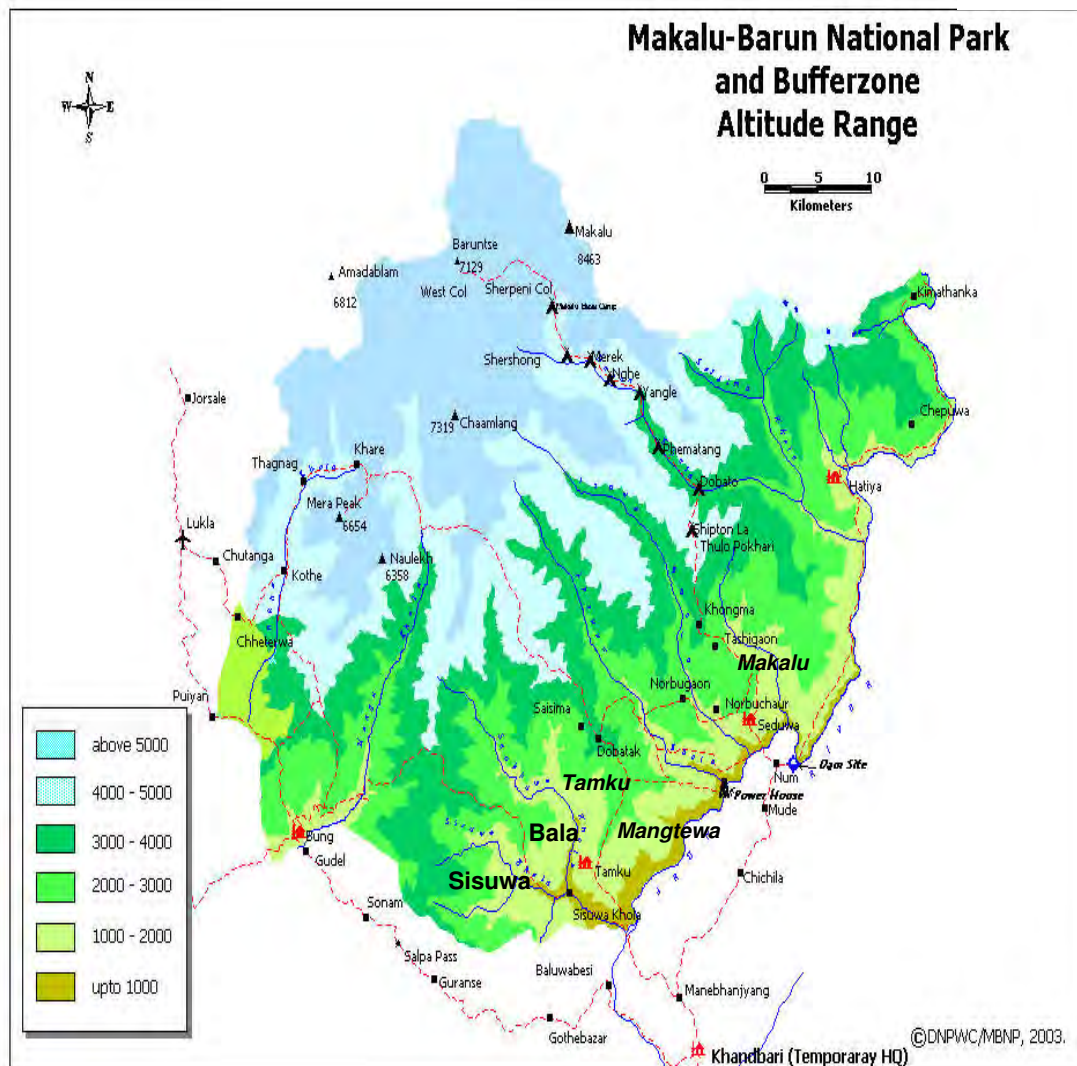 Makalu-Barun National Park
and Bufferzone
Altitude Range
N
W E
S
0 5 10
Kilometers
Makalu
8463
Baruntse
7129
Amadablam
6812
West Col
Sherpeni Col
Makalu Base Camp
Kimathanka
Shershong
Merek
Nghe
Yangle
Jorsale
Chaamlang
7319
Chepuwa
Phematang
Khare
Thagnag
Dobato
Hatiya
Mera Peak
6654
Lukla
Shipton La
Thulo Pokhari
Chutanga
Naulekh
6358
Kothe
Chheterwa
Khongma
Tashigaon
Makalu
Puiyan
Norbugaon
Norbuchaur
Saisima
Seduwa
Dobatak
Num
Dam Site
Tamku
Power House
Mude
Bung
Bala
Mangtewa
Gudel
Tamku
Chichila
Sisuwa
Sisuwa Khola
Sonam
Salpa Pass
Guranse
Baluwabesi
Manebhanjyang
Gothebazar
Khandbari (Temporaray HQ)
above 5000
4000 - 5000
3000 - 4000
2000 - 3000
1000 - 2000
upto 1000
©DNPWC/MBNP, 2003.